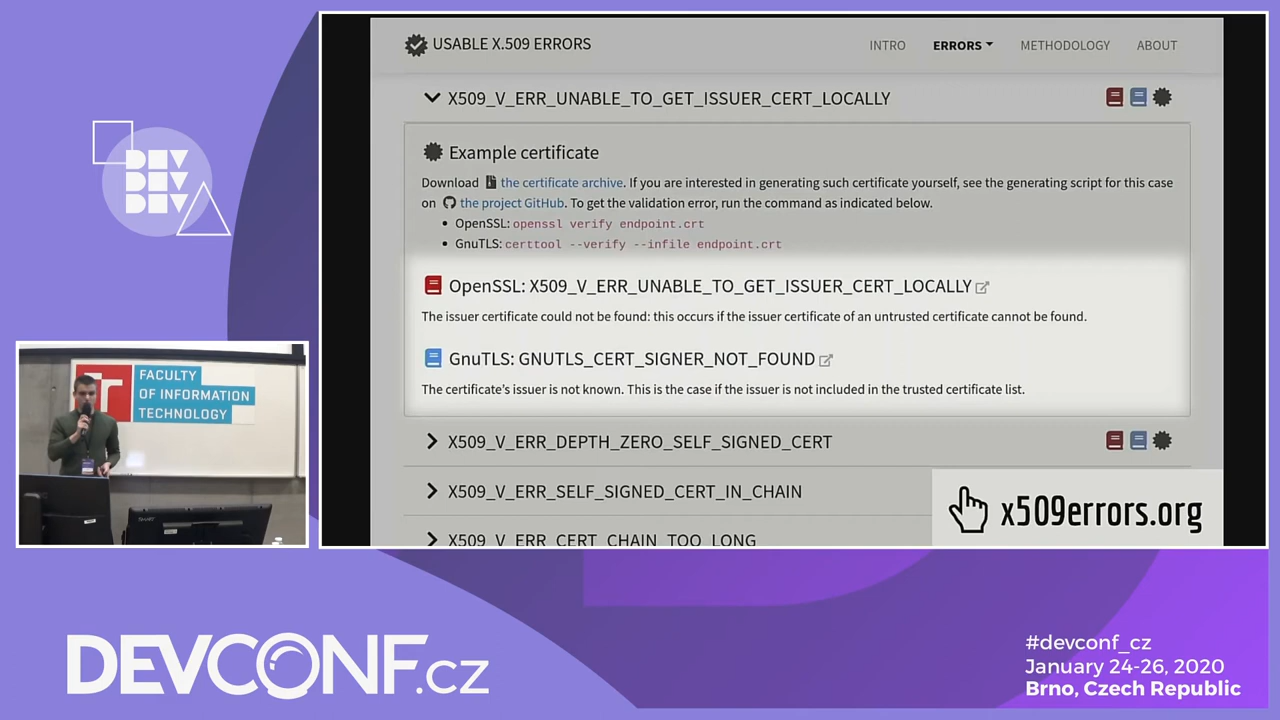 DEV
DEV
DEV
USABLE X.509 ERRORS
INTRO
ERRORS
METHODOLOGY
ABOUT
X509_V_ERR_UNABLE_TO_GET_ISSUER_CERT_LOCALLY
Example certificate
Download the certificate archive. If you are interested in generating such certificate yourself, see the generating script for this case
on the project GitHub. To get the validation error, run the command as indicated below.
• OpenSSL: openssl verify endpoint.crt
• GnuTLS: certtool --verify --infile endpoint.crt
OpenSSL: X509_V_ERR_UNABLE_TO_GET_ISSUER_CERT_LOCALLY
The issuer certificate could not be found: this occurs if the issuer certificate of an untrusted certificate cannot be found.
GnuTLS: GNUTLS_CERT_SIGNER_NOT_FOUND
The certificate's issuer is not known. This is the case if the issuer is not included in the trusted certificate list.
X509_V_ERR_DEPTH_ZERO_SELF_SIGNED_CERT
X509_V_ERR_SELF_SIGNED_CERT_IN_CHAIN
X509_V_ERR_CERT_CHAIN_TOO_LONG
x509errors.org
FACULTY
OF INFORMATION
TECHNOLOGY
DEVCONF.cz
#devconf_cz
January 24-26, 2020
Brno, Czech Republic